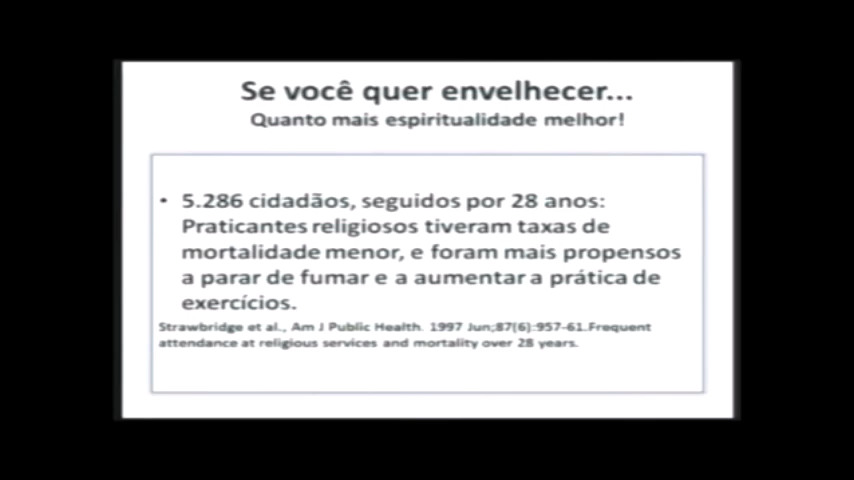 Se você quer envelhecer...
Quanto mais espiritualidade melhor!
• 5.286 cidadãos, seguidos por 28 anos:
Praticantes religiosos tiveram taxas de
mortalidade menor, e foram mais propensos
a parar de fumar e a aumentar a prática de
exercícios.
Strawbridge et al., Am J Public Health. 1997 Jun;87(6):957-61.Frequent
attendance at religious services and mortality over 28 years.